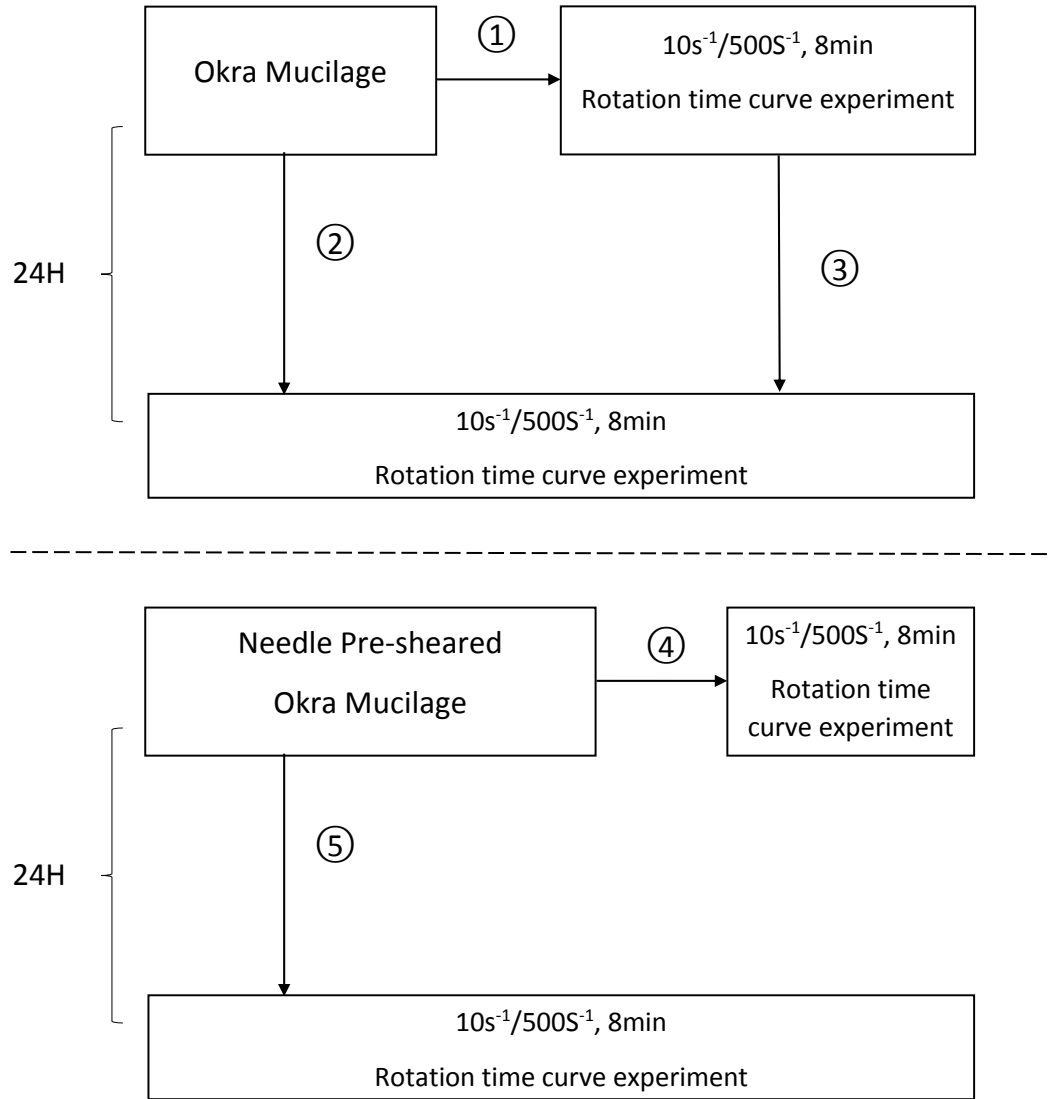 Okra Mucilage
①
10s⁻¹/500S⁻¹, 8min
Rotation time curve experiment
24H
②
③
10s⁻¹/500S⁻¹, 8min
Rotation time curve experiment
Needle Pre-sheared
Okra Mucilage
④
10s⁻¹/500S⁻¹, 8min
Rotation time
curve experiment
24H
⑤
10s⁻¹/500S⁻¹, 8min
Rotation time curve experiment